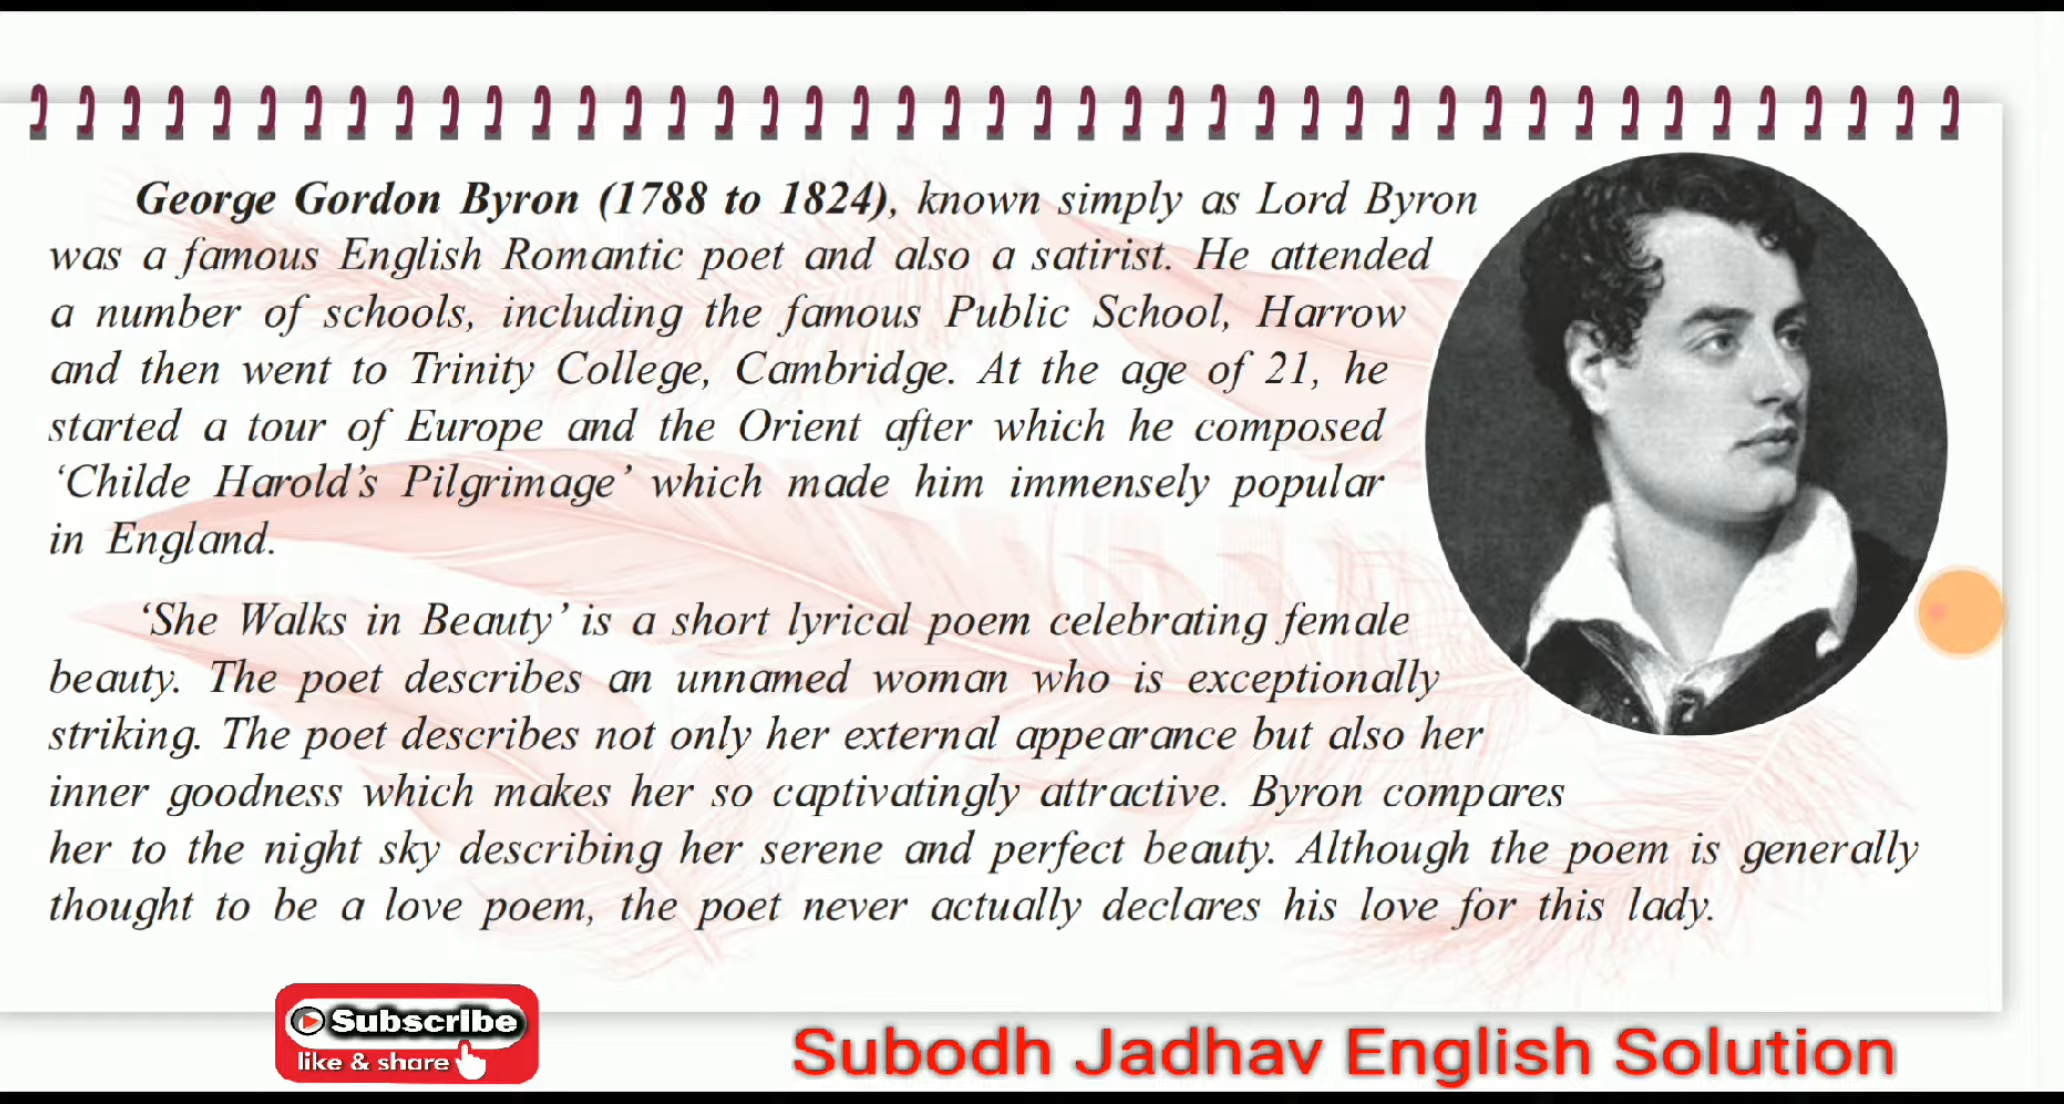 George Gordon Byron (1788 to 1824), known simply as Lord Byron
was a famous English Romantic poet and also a satirist. He attended
a number of schools, including the famous Public School, Harrow
and then went to Trinity College, Cambridge. At the age of 21, he
started a tour of Europe and the Orient after which he composed
‘Childe Harold’s Pilgrimage’ which made him immensely popular
in England.
‘She Walks in Beauty’ is a short lyrical poem celebrating female
beauty. The poet describes an unnamed woman who is exceptionally
striking. The poet describes not only her external appearance but also her
inner goodness which makes her so captivatingly attractive. Byron compares
her to the night sky describing her serene and perfect beauty. Although the poem is generally
thought to be a love poem, the poet never actually declares his love for this lady.
Subscribe
like & share
Subodh Jadhav English Solution